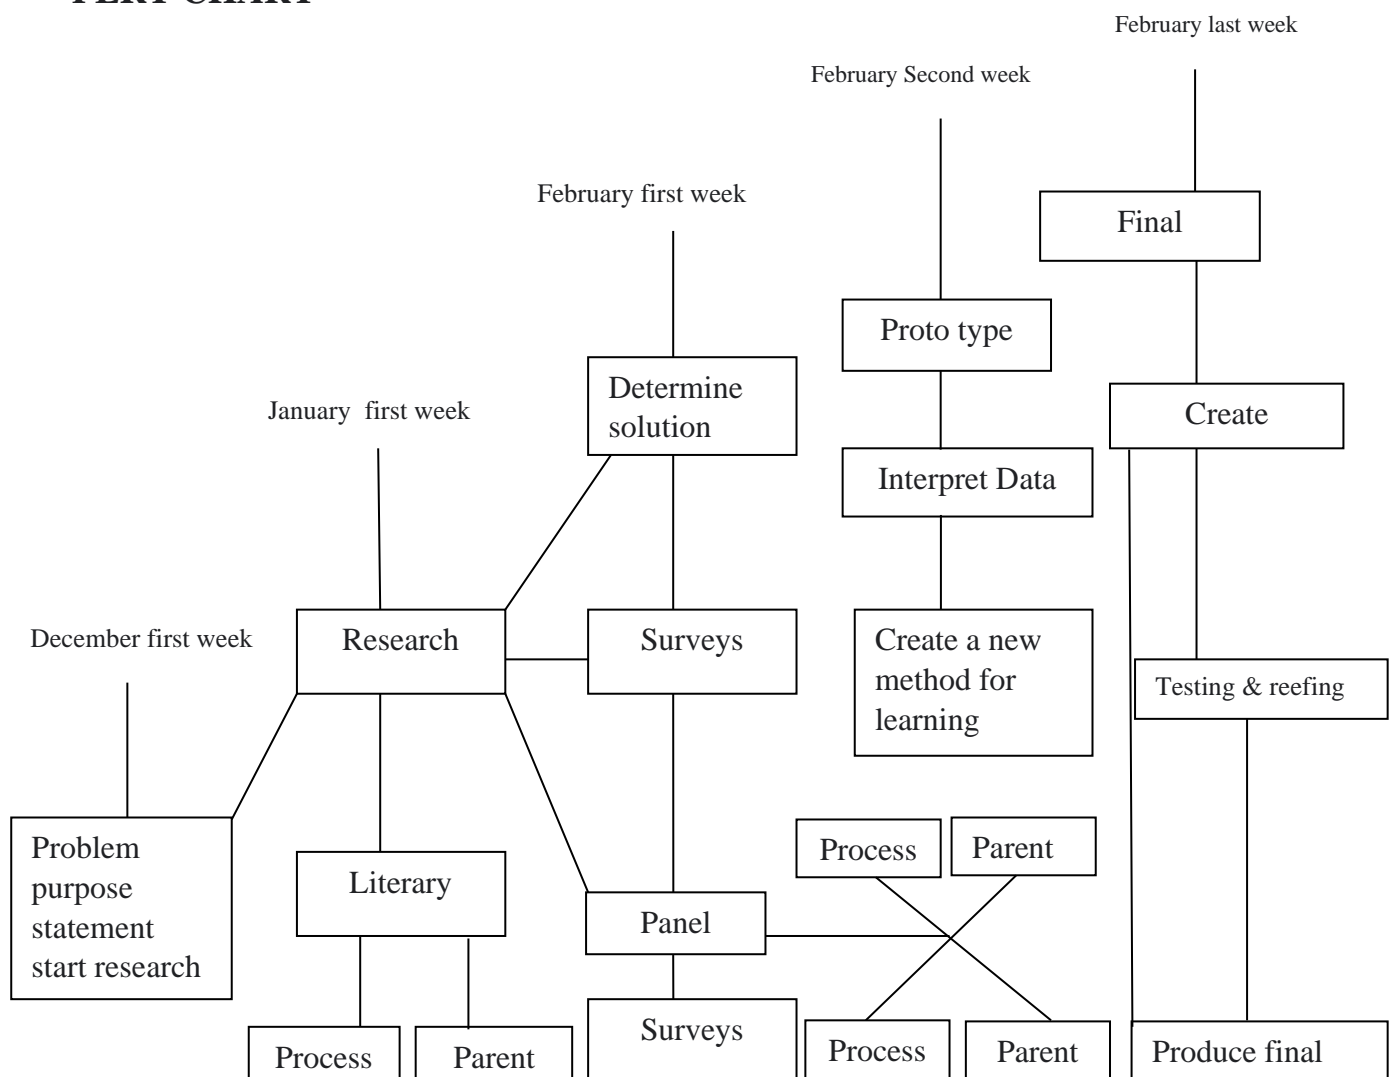 PERT CHART
February last week
February Second week
February first week
Final
Proto type
Determine
solution
January first week
Create
Interpret Data
December first week
Research
Surveys
Create a new
method for
learning
Testing & reefing
Problem
purpose
statement
start research
Literary
Process
Parent
Panel
Surveys
Process
Parent
Process
Parent
Produce final